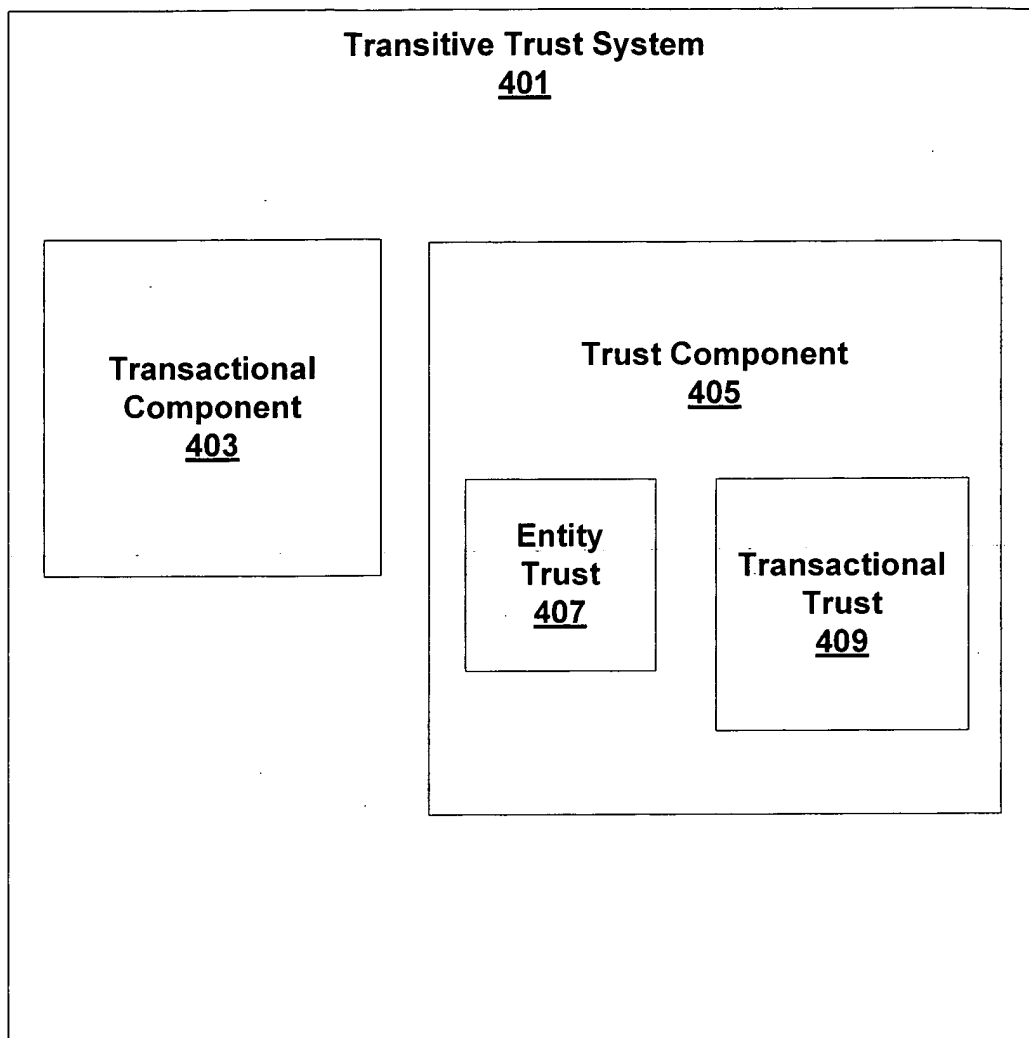 Transitive Trust System
401
Transactional
Component
403
Trust Component
405
Entity
Trust
407
Transactional
Trust
409